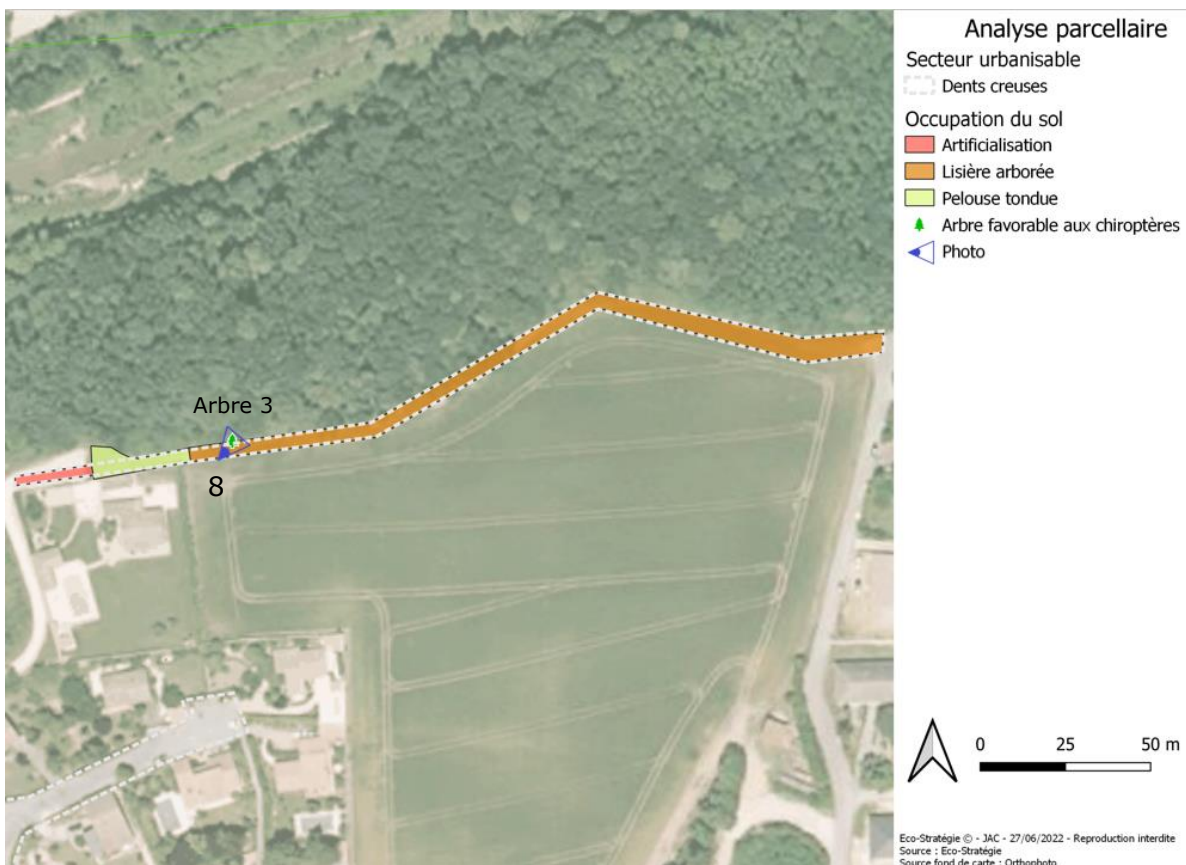 Analyse parcellaire
Secteur urbanisable
Dents creuses
Occupation du sol
Artificialisation
Lisière arborée
Pelouse tondue
Arbre favorable aux chiroptères
Photo
Arbre 3
8
0 25 50 m
Eco-Stratégie © - JAC - 27/06/2022 - Reproduction interdite
Source : Eco-Stratégie
Source fond de carte : Orthophoto